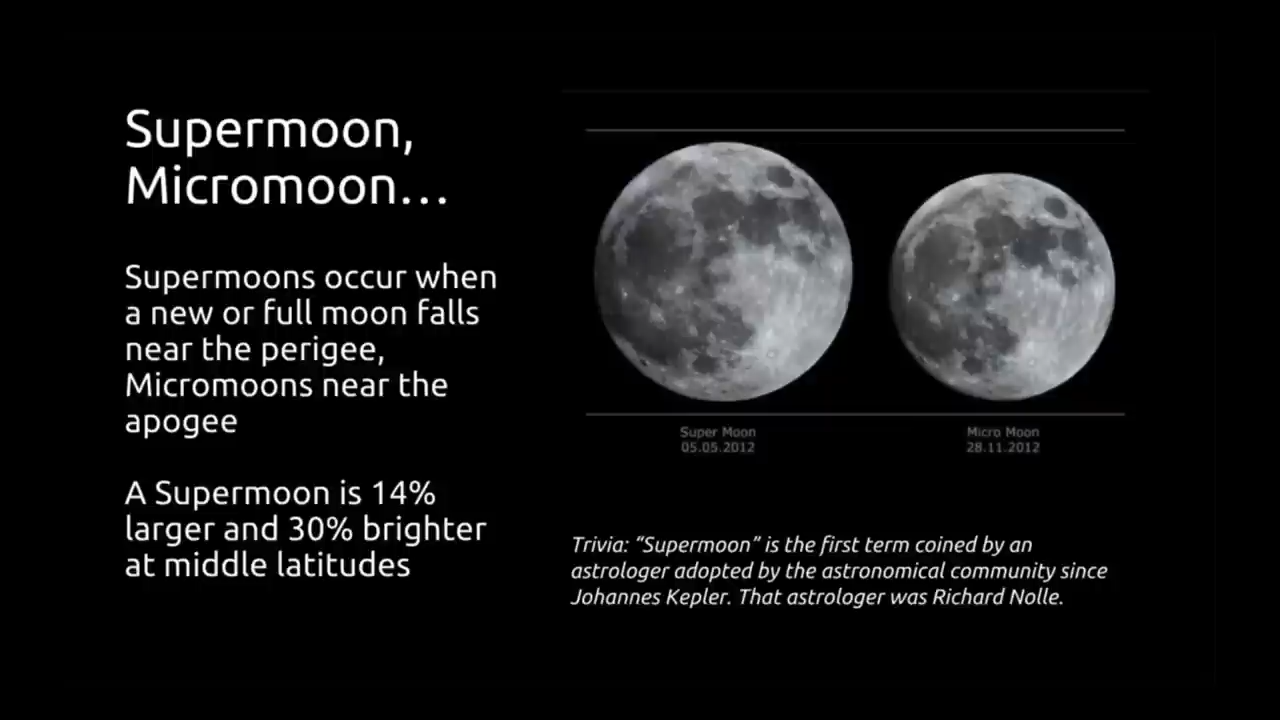 Supermoon,
Micromoon…
Supermoons occur when
a new or full moon falls
near the perigee,
Micromoons near the
apogee
A Supermoon is 14%
larger and 30% brighter
at middle latitudes
Super Moon
05.05.2012
Micro Moon
28.11.2012
Trivia: “Supermoon” is the first term coined by an
astrologer adopted by the astronomical community since
Johannes Kepler. That astrologer was Richard Nolle.